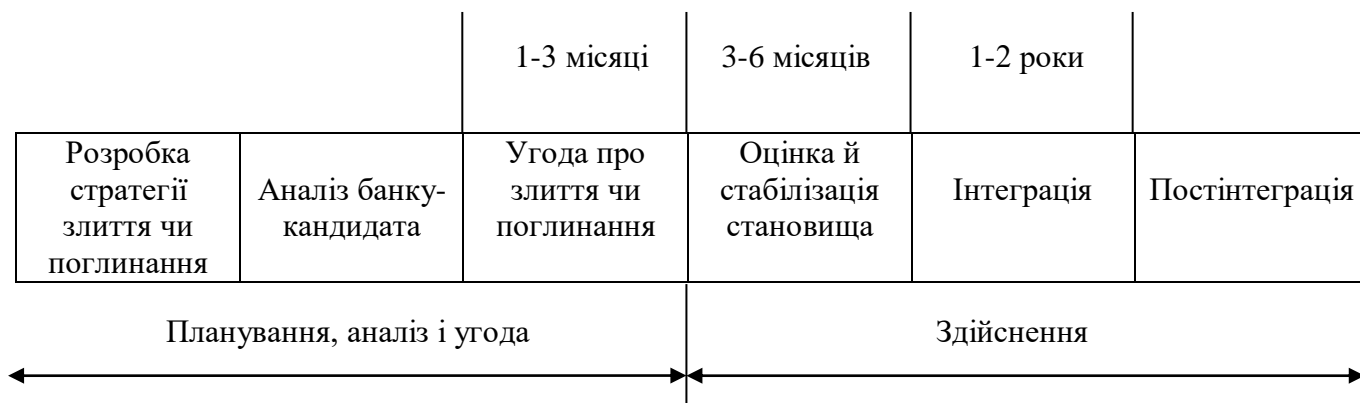 1-3 місяці
3-6 місяців
1-2 роки
Розробка
стратегії
злиття чи
поглинання
Аналіз банку-
кандидата
Угода про
злиття чи
поглинання
Оцінка й
стабілізація
становища
Інтеграція
Постінтеграція
Планування, аналіз і угода
Здійснення